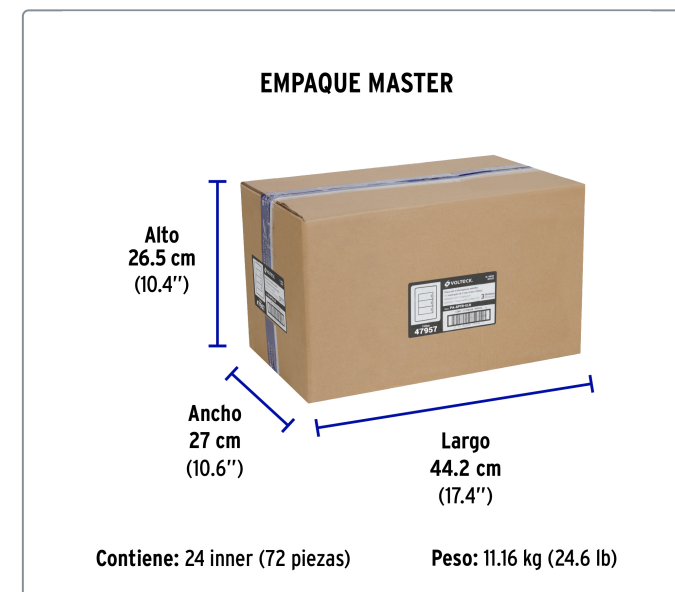 EMPAQUE MASTER
Alto
26.5 cm
(10.4’’)
VOLTECK
47957
Ancho
27 cm
(10.6’’)
Largo
44.2 cm
(17.4’’)
Contiene: 24 inner (72 piezas)
Peso: 11.16 kg (24.6 lb)